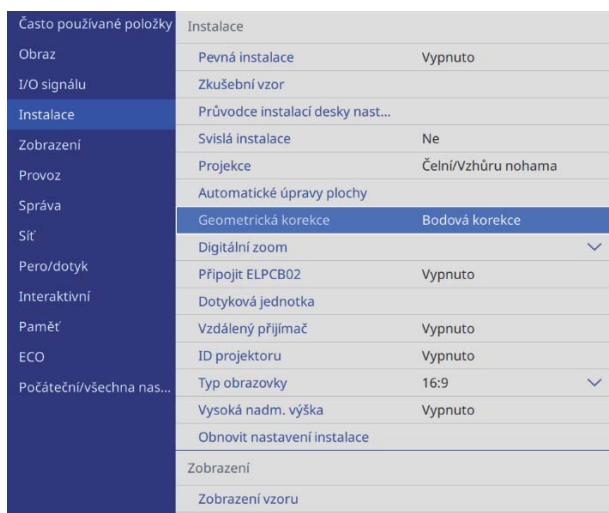 Často používané položky
Obraz
I/O signálu
Instalace
Zobrazení
Provoz
Správa
Síť
Pero/dotyk
Interaktivní
Paměť
ECO
Počáteční/všechna nas...
Instalace
Pevná instalace Vypnuto
Zkušební vzor
Průvodce instalací desky nast...
Svislá instalace Ne
Projekce Čelní/Vzhůru nohama
Automatické úpravy plochy
Geometrická korekce Bodová korekce
Digitální zoom
Připojit ELPCB02 Vypnuto
Dotyková jednotka
Vzdálený přijímač Vypnuto
ID projektoru Vypnuto
Typ obrazovky 16:9
Vysoká nadm. výška Vypnuto
Obnovit nastavení instalace
Zobrazení
Zobrazení vzoru